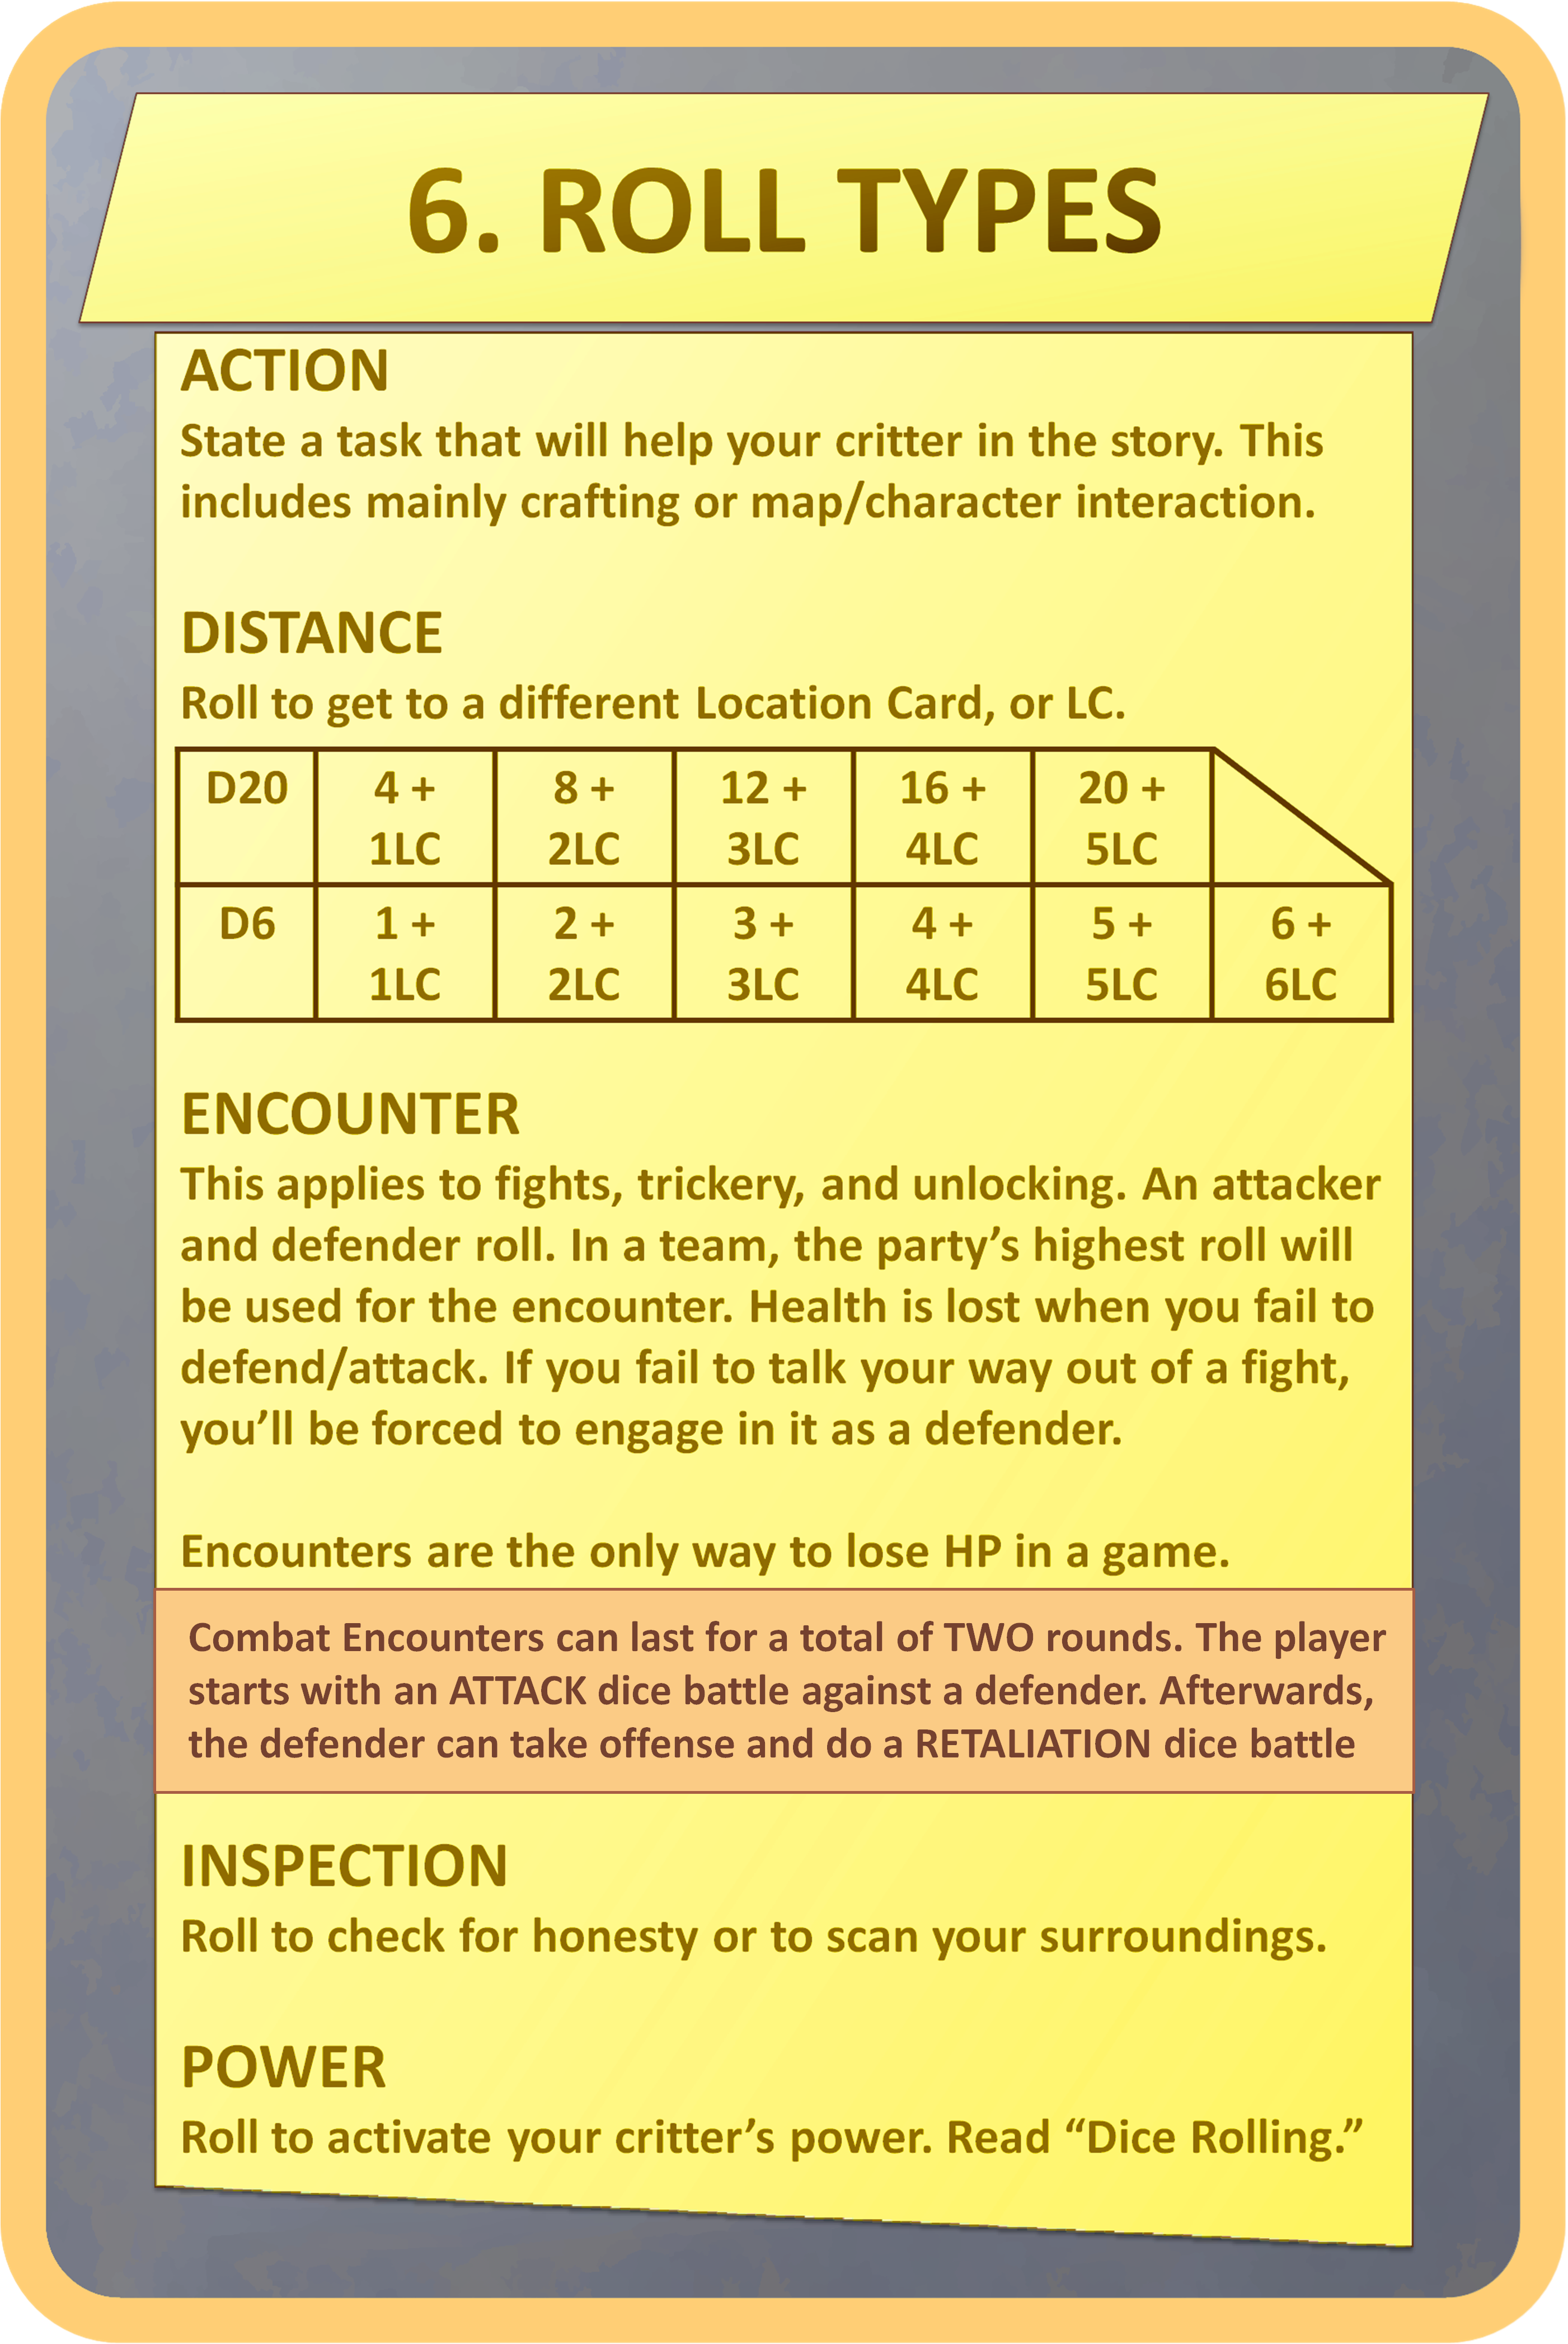 6. ROLL TYPES
ACTION
State a task that will help your critter in the story. This
includes mainly crafting or map/character interaction.
DISTANCE
Roll to get to a different Location Card, or LC.
D20 4 + 8 + 12 + 16 + 20 +
1LC 2LC 3LC 4LC 5LC
D6 1 + 2 + 3 + 4 + 5 + 6 +
1LC 2LC 3LC 4LC 5LC 6LC
ENCOUNTER
This applies to fights, trickery, and unlocking. An attacker
and defender roll. In a team, the party’s highest roll will
be used for the encounter. Health is lost when you fail to
defend/attack. If you fail to talk your way out of a fight,
you’ll be forced to engage in it as a defender.
Encounters are the only way to lose HP in a game.
Combat Encounters can last for a total of TWO rounds. The player
starts with an ATTACK dice battle against a defender. Afterwards,
the defender can take offense and do a RETALIATION dice battle
INSPECTION
Roll to check for honesty or to scan your surroundings.
POWER
Roll to activate your critter’s power. Read “Dice Rolling.”